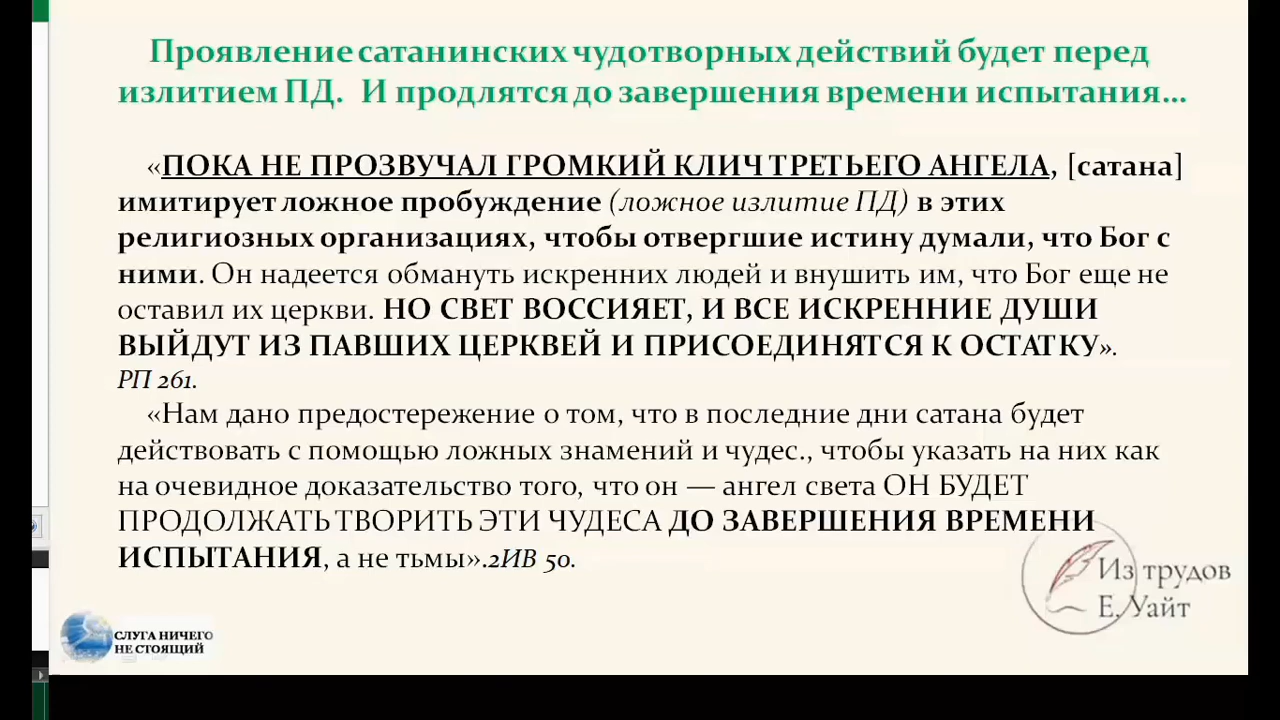 Проявление сатанинских чудотворных действий будет перед
излитием ПД. И продлятся до завершения времени испытания...
«ПОКА НЕ ПРОЗВУЧАЛ ГРОМКИЙ КЛИЧ ТРЕТЬЕГО АНГЕЛА, [сатана]
имитирует ложное пробуждение (ложное излитие ПД) в этих
религиозных организациях, чтобы отвергшие истину думали, что Бог с
ними. Он надеется обмануть искренних людей и внушить им, что Бог еще не
оставил их церкви. НО СВЕТ ВОССИЯЕТ, И ВСЕ ИСКРЕННИЕ ДУШИ
ВЫЙДУТ ИЗ ПАВШИХ ЦЕРКВЕЙ И ПРИСОЕДИНЯТСЯ К ОСТАТКУ».
РП 261.
«Нам дано предостережение о том, что в последние дни сатана будет
действовать с помощью ложных знамений и чудес., чтобы указать на них как
на очевидное доказательство того, что он — ангел света ОН БУДЕТ
ПРОДОЛЖАТЬ ТВОРИТЬ ЭТИ ЧУДЕСА ДО ЗАВЕРШЕНИЯ ВРЕМЕНИ
ИСПЫТАНИЯ, а не тьмы».2ИВ 50.
Из трудов
Е. Уайт
СЛУГА НИЧЕГО
НЕ СТОЯЩИЙ